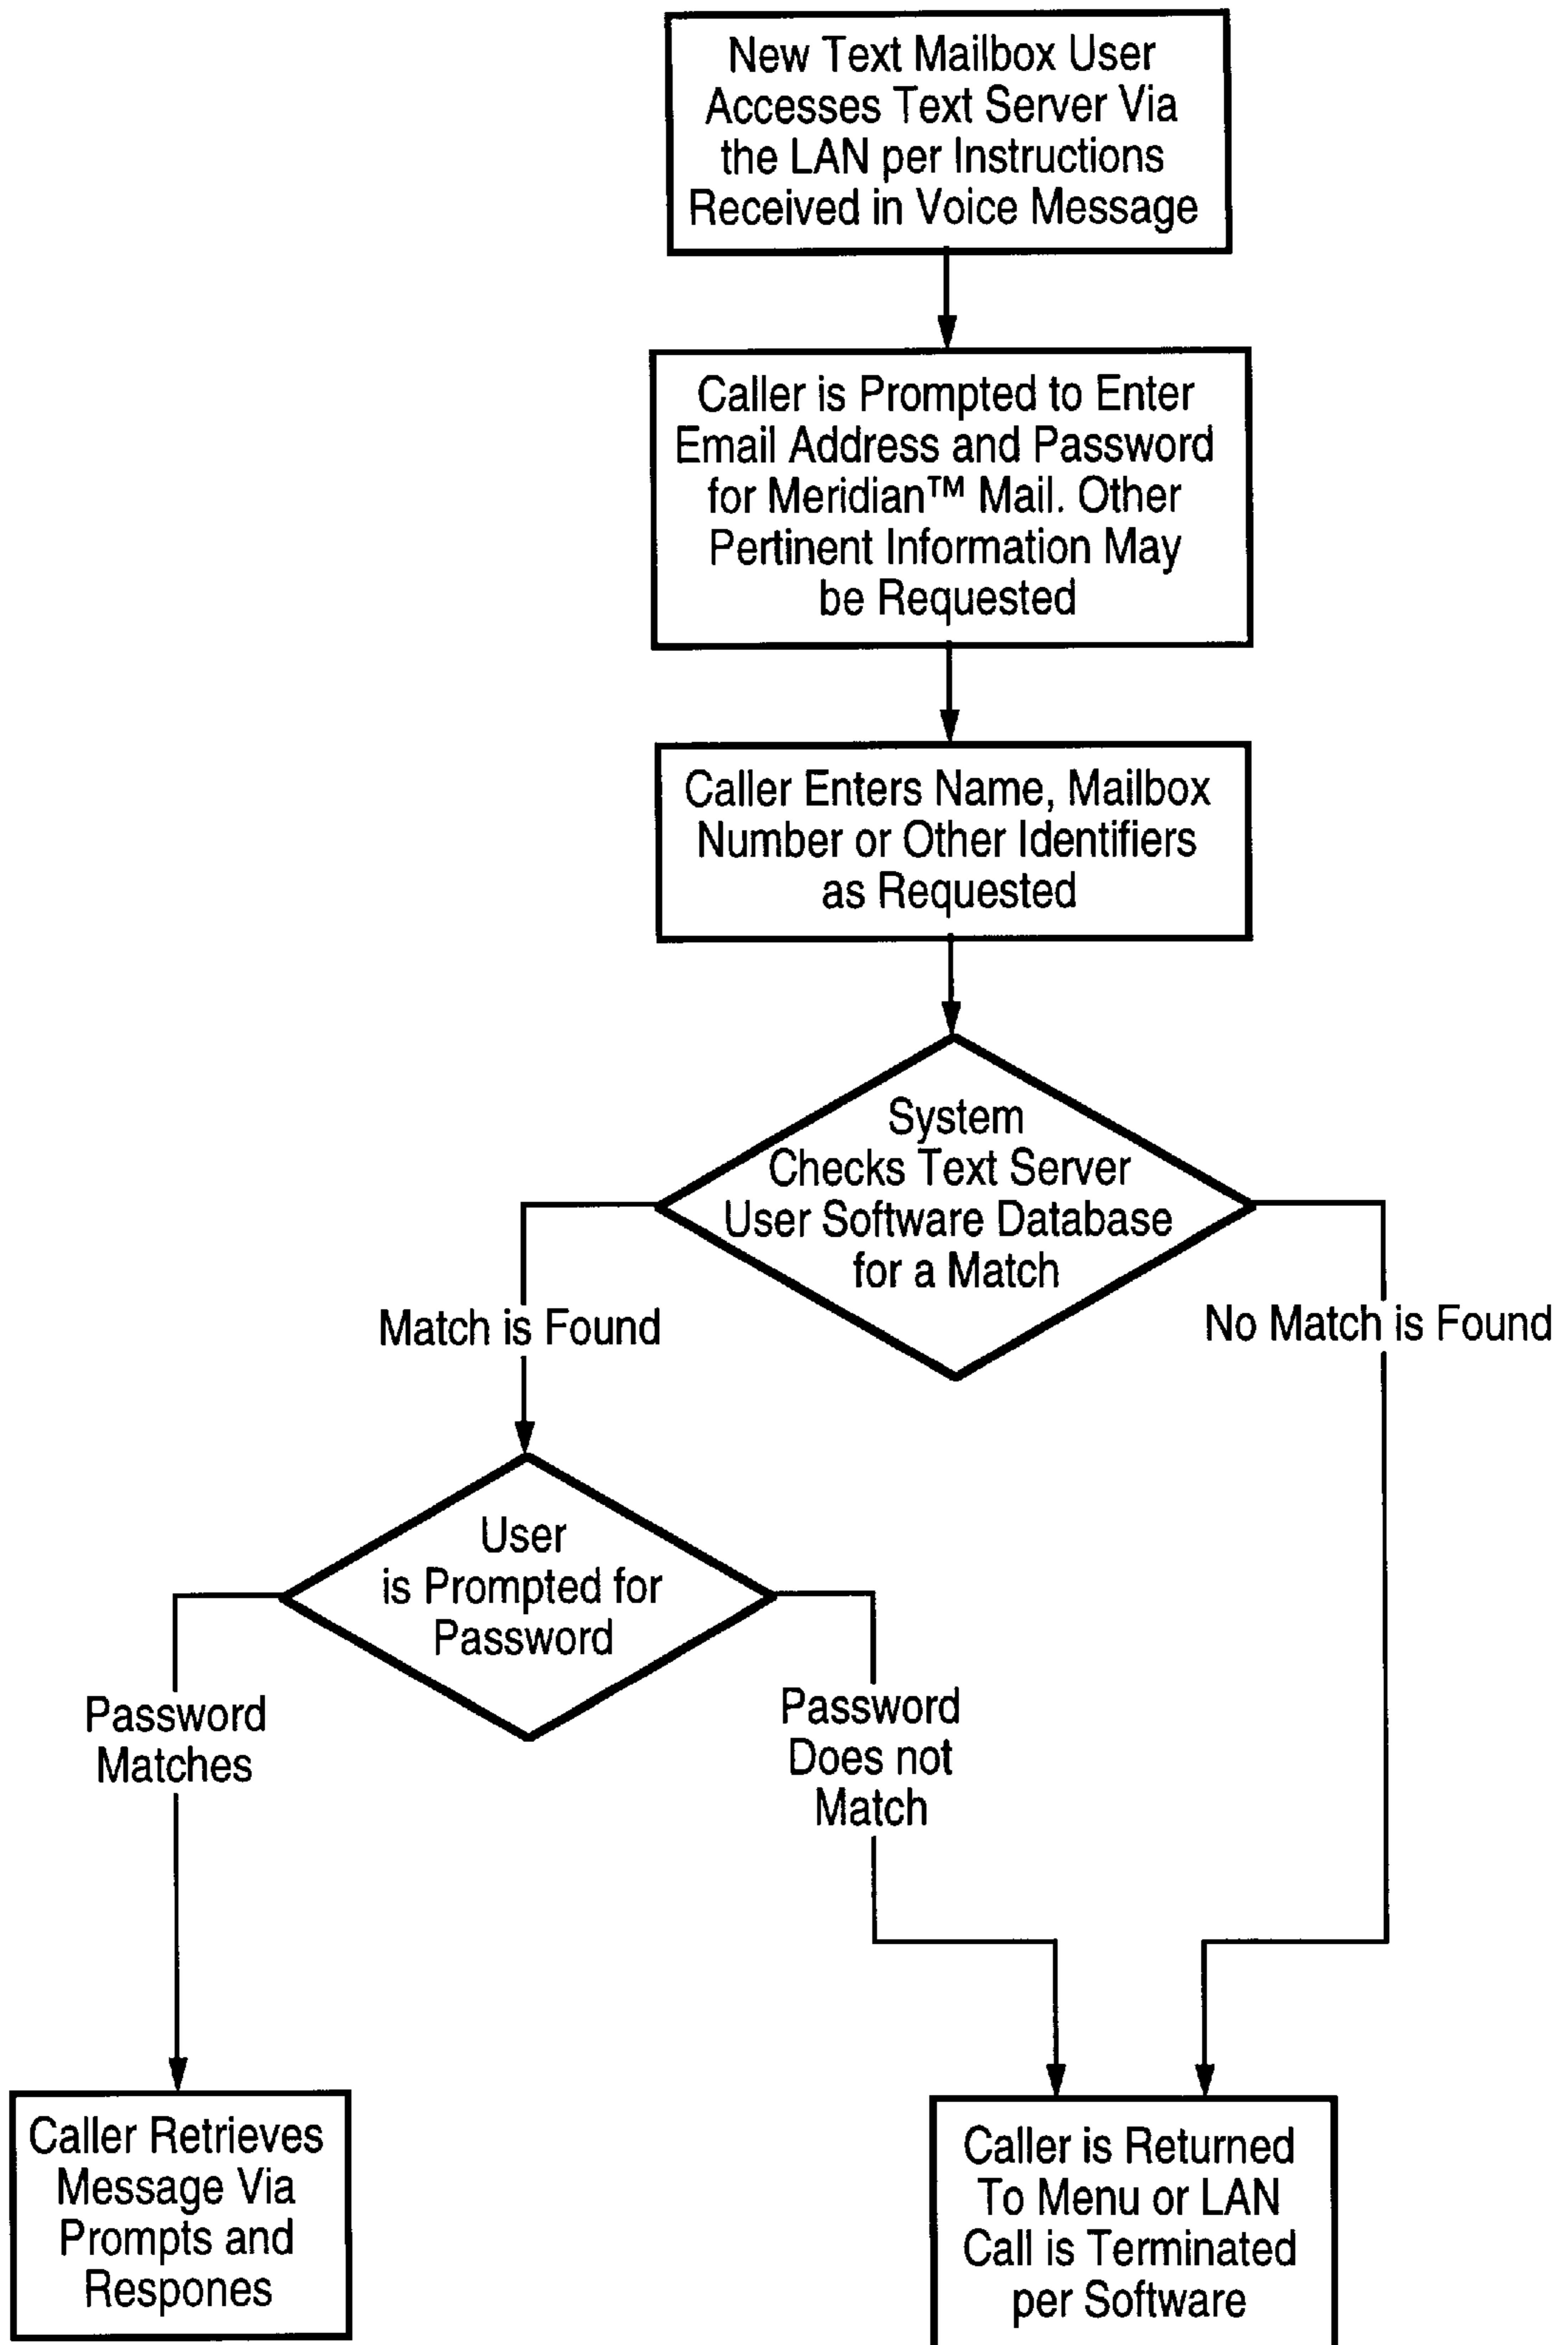 New Text Mailbox User
Accesses Text Server Via
the LAN per Instructions
Received in Voice Message
Caller is Prompted to Enter
Email Address and Password
for Meridian™ Mail. Other
Pertinent Information May
be Requested
Caller Enters Name, Mailbox
Number or Other Identifiers
as Requested
System
Checks Text Server
User Software Database
for a Match
Match is Found
No Match is Found
User
is Prompted for
Password
Password
Matches
Password
Does not
Match
Caller Retrieves
Message Via
Prompts and
Respones
Caller is Returned
To Menu or LAN
Call is Terminated
per Software